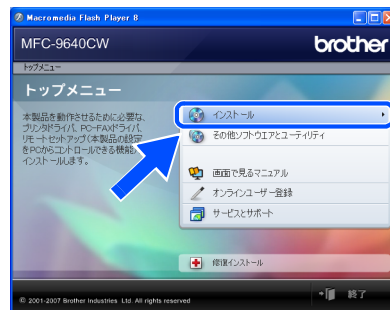 Macromedia Flash Player 8
MFC-9640CW
brother
トップメニュー
トップメニュー
本製品を動作させるために必要な、
プリンタドライバ、PC-FAXドライバ、
リモートセットアップ(本製品の設定
をPCからコントロールできる機能)
インストールします。
インストール
その他ソフトウエアとユーティリティ
画面で見るマニュアル
オンラインユーザー登録
サービスとサポート
修復インストール
© 2001-2007 Brother Industries Ltd. All rights reserved
終了